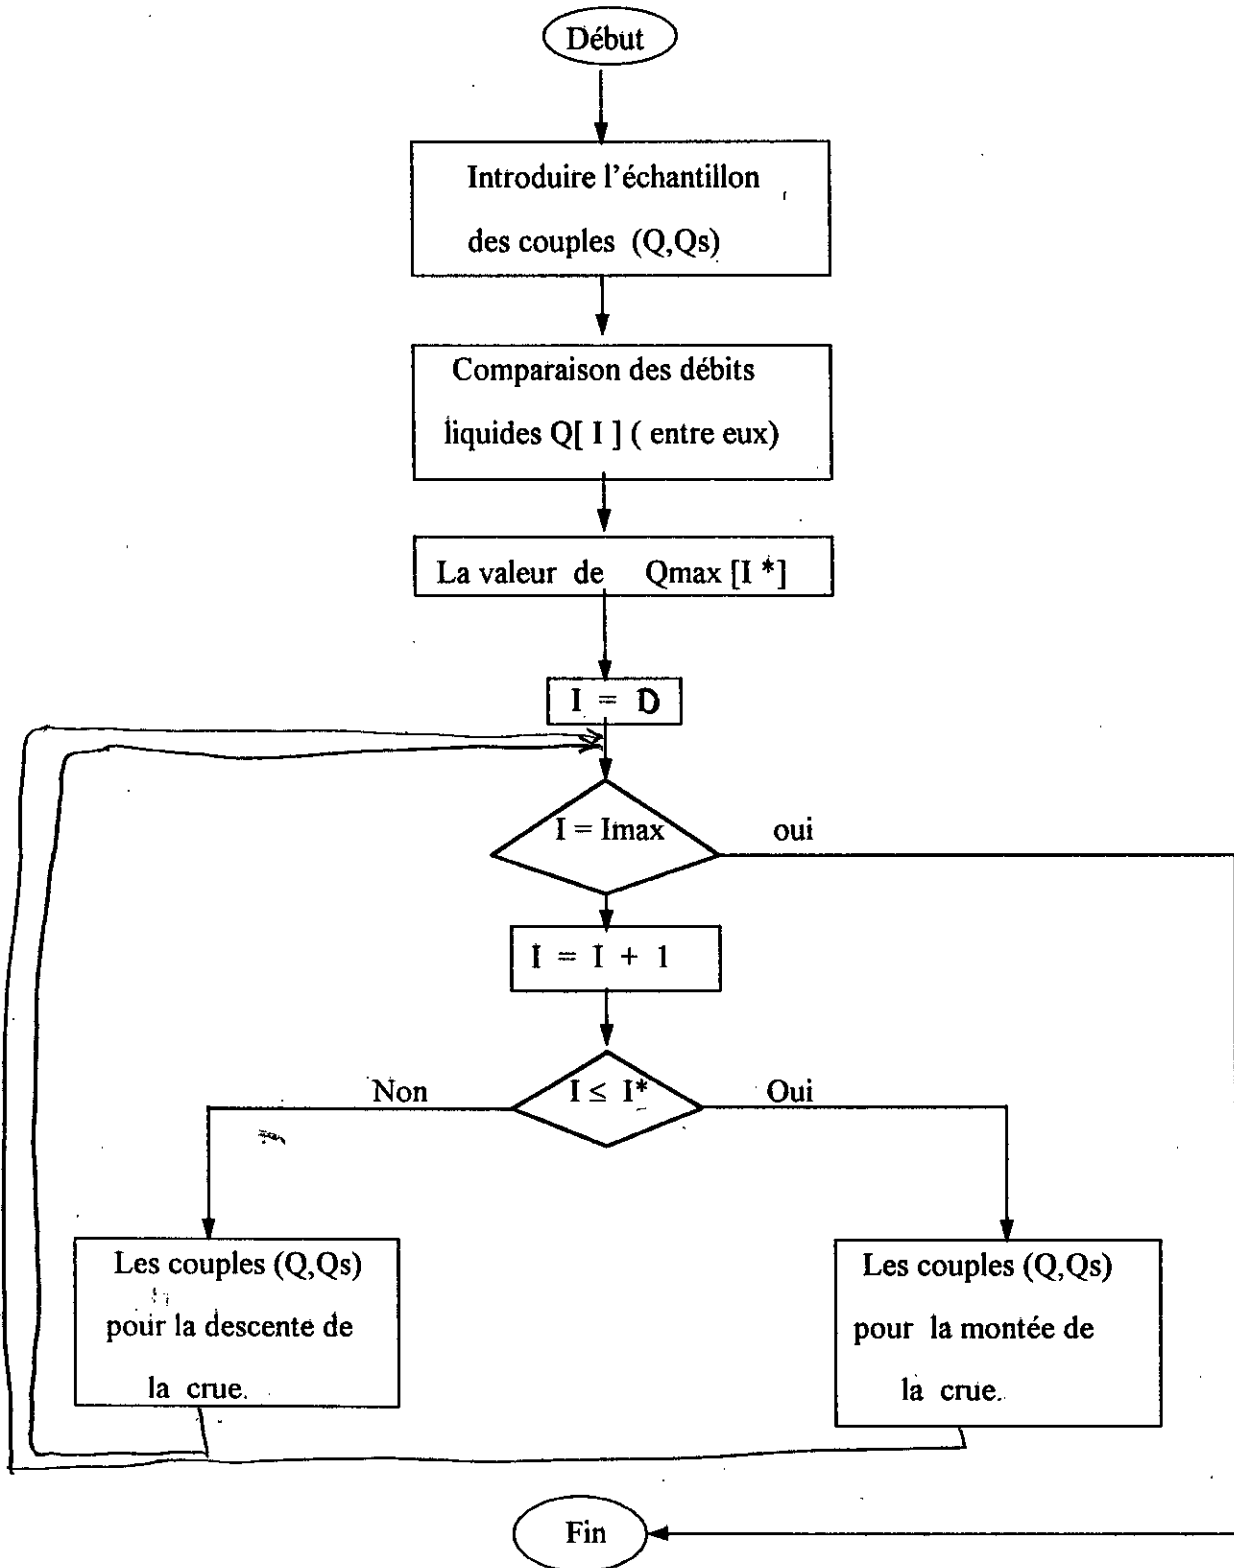 Début
Introduire l'échantillon
des couples (Q,Qs)
Comparaison des débits
liquides Q[ I ] ( entre eux)
La valeur de Qmax [I *]
I = D
I = Imax
oui
I = I + 1
Non
I ≤ I*
Oui
Les couples (Q,Qs)
pour la descente de
la crue.
Les couples (Q,Qs)
pour la montée de
la crue.
Fin